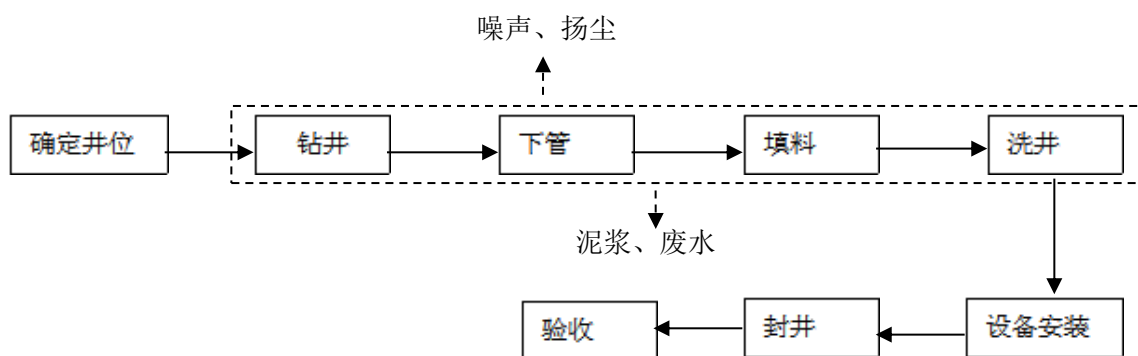 噪声、扬尘
确定井位
钻井
下管
填料
洗井
泥浆、废水
验收
封井
设备安装